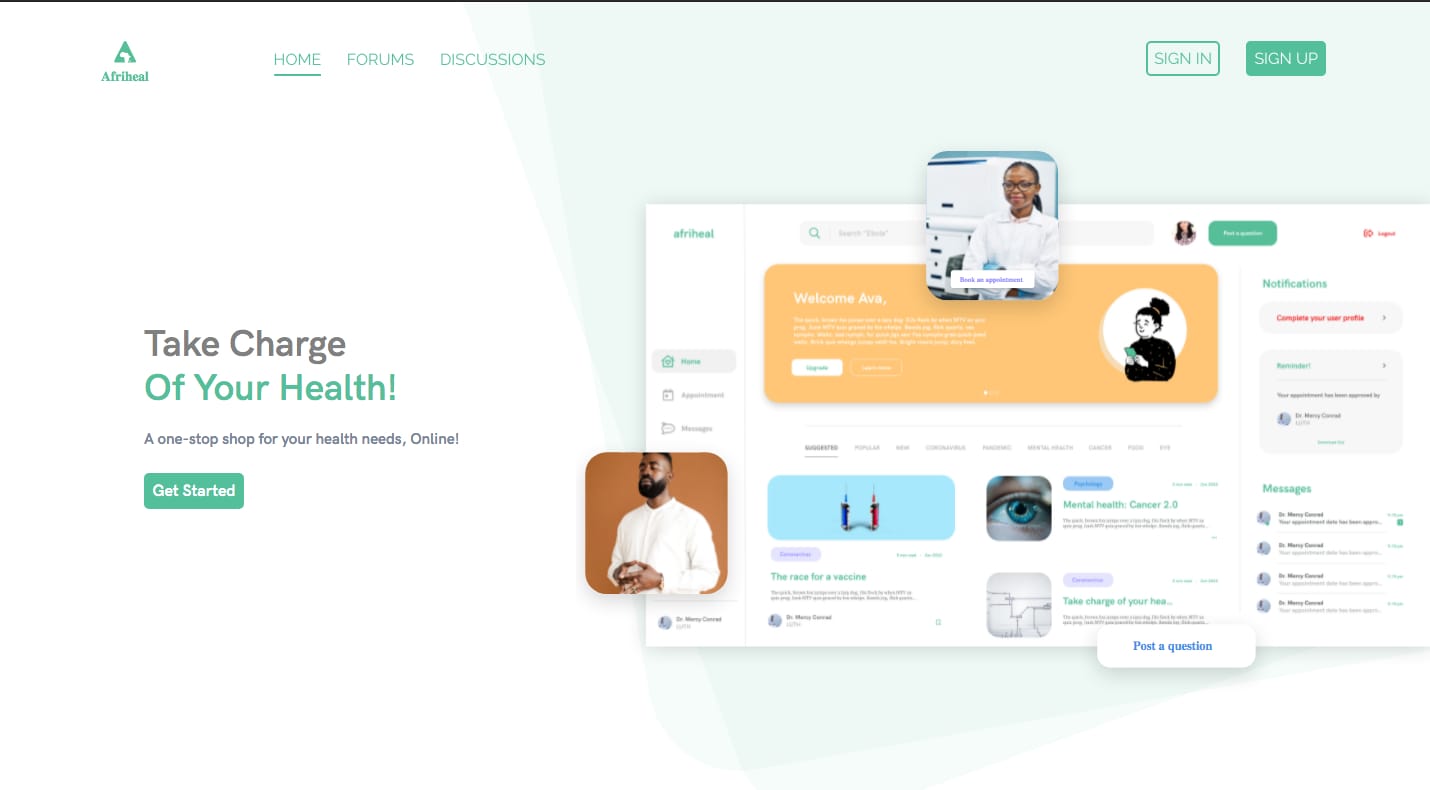 Afriheal
HOME FORUMS DISCUSSIONS
SIGN IN SIGN UP
Take Charge
Of Your Health!
A one-stop shop for your health needs, Online!
Get Started
afriheal
Search "Ebola"
Post a question
Logout
Book an appointment
Welcome Ava,
Upgrade
Learn more
Home
Appointment
Messages
Dr. Mercy Conrad
LUTH
SUGGESTED POPULAR NEW CORONAVIRUS PANDEMIC MENTAL HEALTH CANCER FOOD EYE
Coronavirus
The race for a vaccine
Dr. Mercy Conrad
LUTH
Psychology
Mental health: Cancer 2.0
Coronavirus
Take charge of your hea...
Notifications
Complete your user profile
Reminder!
Your appointment has been approved by
Dr. Mercy Conrad
LUTH
Messages
Dr. Mercy Conrad
Your appointment date has been appro...
Dr. Mercy Conrad
Your appointment date has been appro...
Dr. Mercy Conrad
Your appointment date has been appro...
Dr. Mercy Conrad
Your appointment date has been appro...
Post a question